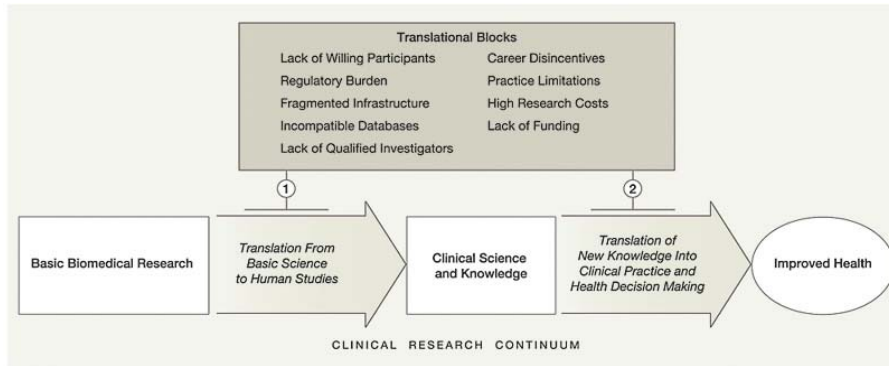 Translational Blocks
Lack of Willing Participants
Regulatory Burden
Fragmented Infrastructure
Incompatible Databases
Lack of Qualified Investigators
Career Disincentives
Practice Limitations
High Research Costs
Lack of Funding
1
2
Basic Biomedical Research
Translation From
Basic Science
to Human Studies
Clinical Science
and Knowledge
Translation of
New Knowledge Into
Clinical Practice and
Health Decision Making
Improved Health
CLINICAL RESEARCH CONTINUUM